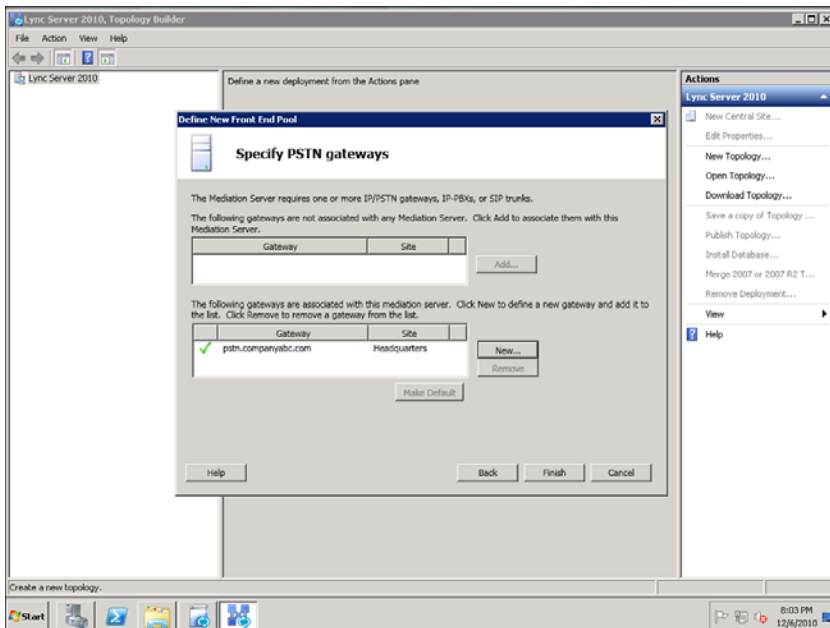 Lync Server 2010, Topology Builder
File Action View Help
Lync Server 2010
Define a new deployment from the Actions pane
Define New Front End Pool
Specify PSTN gateways
The Mediation Server requires one or more IP/PSTN gateways, IP-PBXs, or SIP trunks.
The following gateways are not associated with any Mediation Server. Click Add to associate them with this
Mediation Server.
Gateway Site
Add...
The following gateways are associated with this mediation server. Click New to define a new gateway and add it to
the list. Click Remove to remove a gateway from the list.
Gateway Site
pstn.companyabc.com Headquarters
New...
Remove
Make Default
Help Back Finish Cancel
Actions
Lync Server 2010
New Central Site...
Edit Properties...
New Topology...
Open Topology...
Download Topology...
Save a copy of Topology ...
Publish Topology...
Install Database...
Merge 2007 or 2007 R2 T...
Remove Deployment...
View
Help
Create a new topology.
Start
8:03 PM
12/6/2010